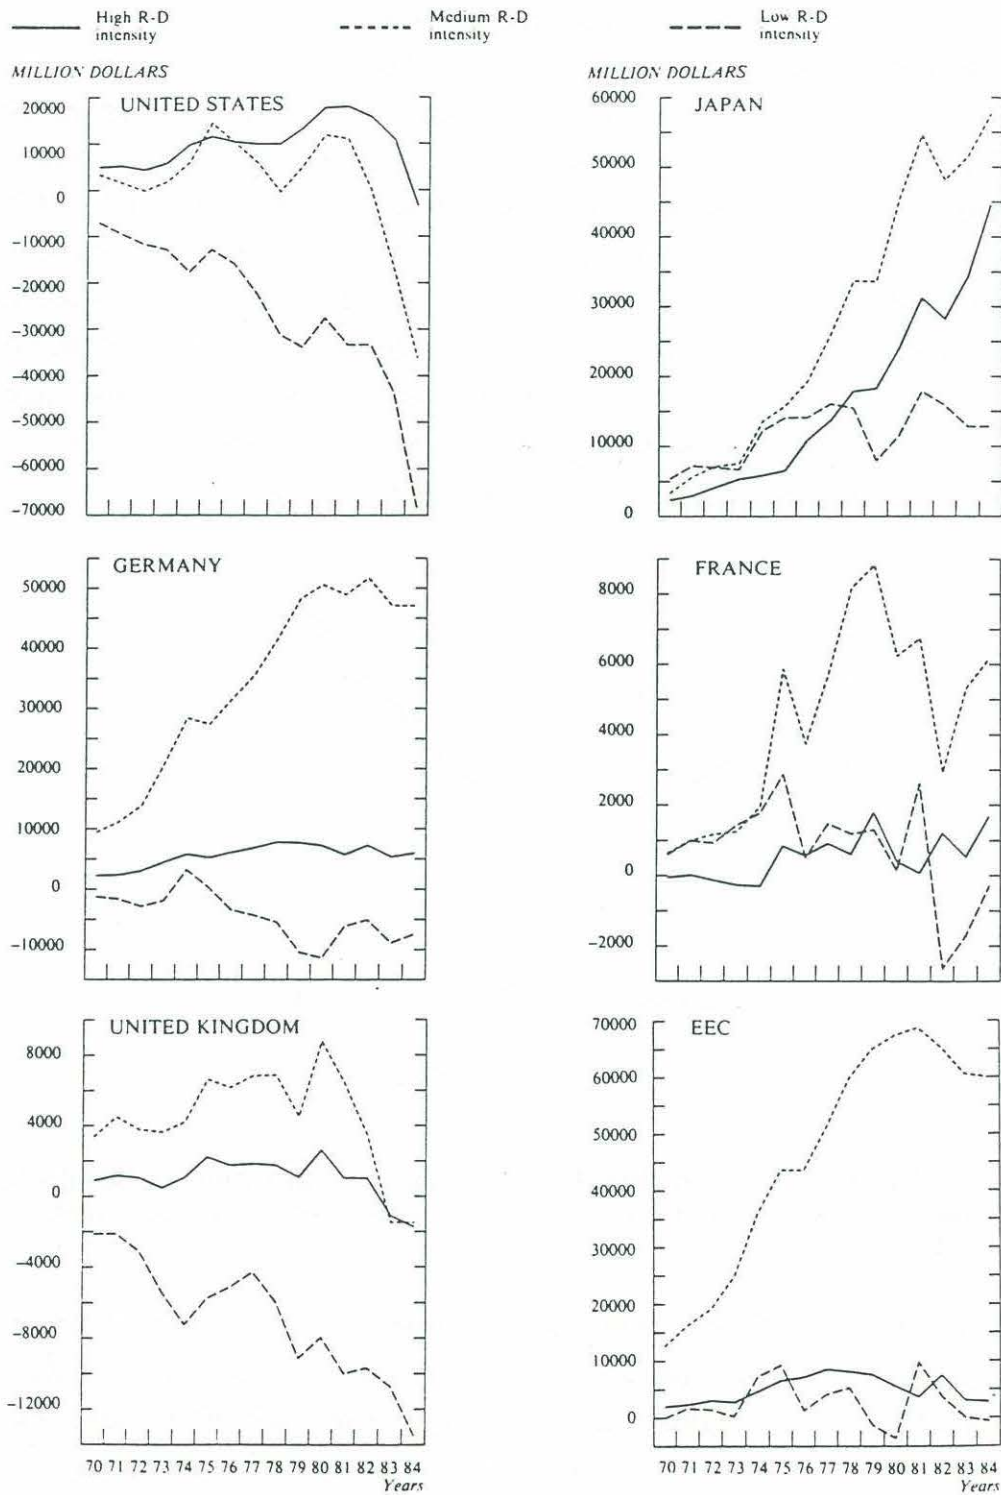 High R-D intensity
Medium R-D intensity
Low R-D intensity
MILLION DOLLARS
MILLION DOLLARS
UNITED STATES
20000
10000
0
-10000
-20000
-30000
-40000
-50000
-60000
-70000
JAPAN
60000
50000
40000
30000
20000
10000
0
GERMANY
50000
40000
30000
20000
10000
0
-10000
FRANCE
8000
6000
4000
2000
0
-2000
UNITED KINGDOM
8000
4000
0
-4000
-8000
-12000
70 71 72 73 74 75 76 77 78 79 80 81 82 83 84
Years
EEC
70000
60000
50000
40000
30000
20000
10000
0
70 71 72 73 74 75 76 77 78 79 80 81 82 83 84
Years